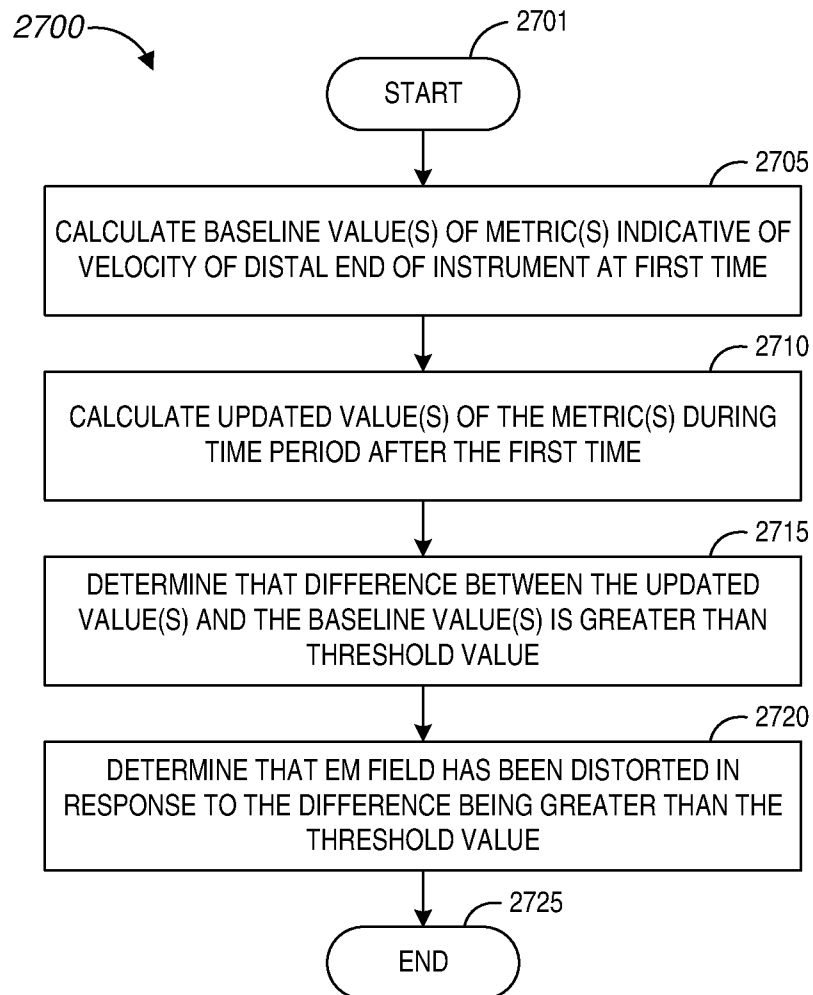 2700
2701
START
2705
CALCULATE BASELINE VALUE(S) OF METRIC(S) INDICATIVE OF
VELOCITY OF DISTAL END OF INSTRUMENT AT FIRST TIME
2710
CALCULATE UPDATED VALUE(S) OF THE METRIC(S) DURING
TIME PERIOD AFTER THE FIRST TIME
2715
DETERMINE THAT DIFFERENCE BETWEEN THE UPDATED
VALUE(S) AND THE BASELINE VALUE(S) IS GREATER THAN
THRESHOLD VALUE
2720
DETERMINE THAT EM FIELD HAS BEEN DISTORTED IN
RESPONSE TO THE DIFFERENCE BEING GREATER THAN THE
THRESHOLD VALUE
2725
END